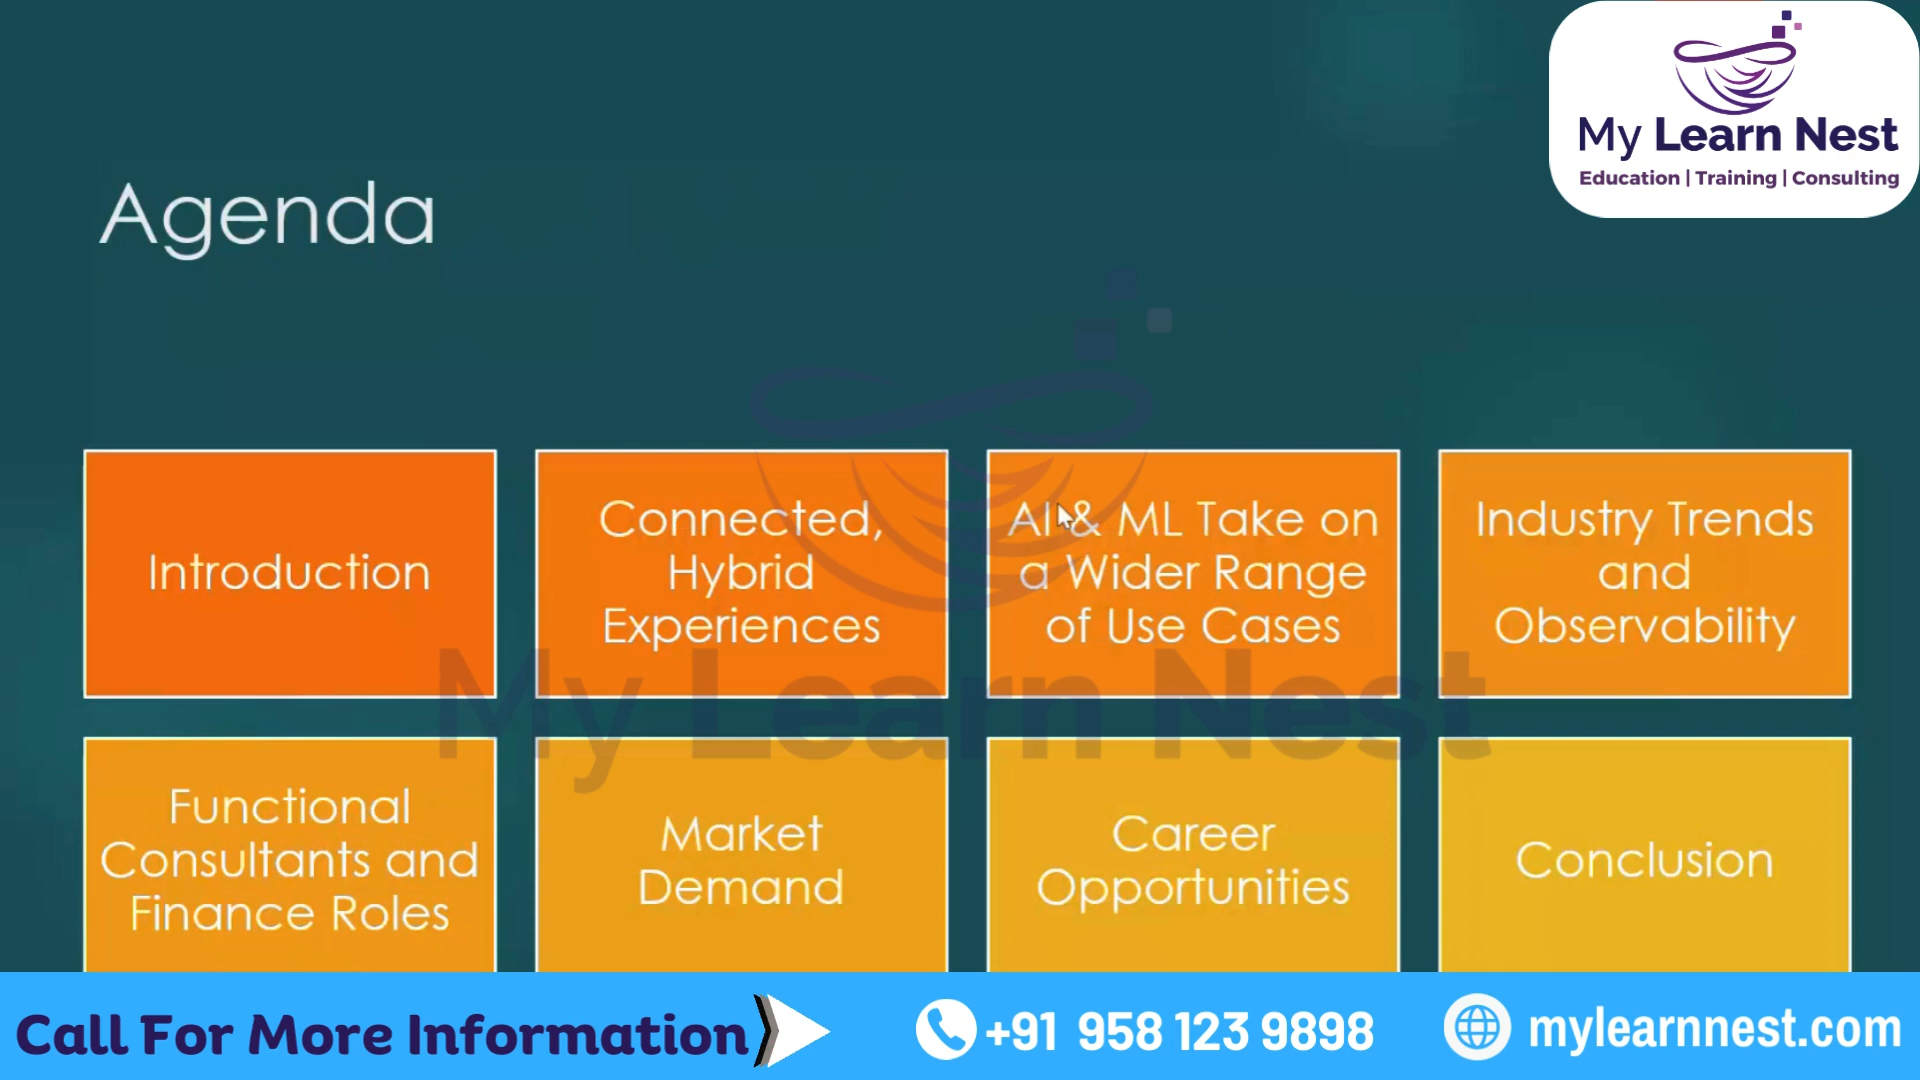 My Learn Nest
Education | Training | Consulting
Agenda
Introduction
Connected,
Hybrid
Experiences
AI & ML Take on
a Wider Range
of Use Cases
Industry Trends
and
Observability
My Learn Nest
Functional
Consultants and
Finance Roles
Market
Demand
Career
Opportunities
Conclusion
Call For More Information
+91 958 123 9898
mylearnnest.com